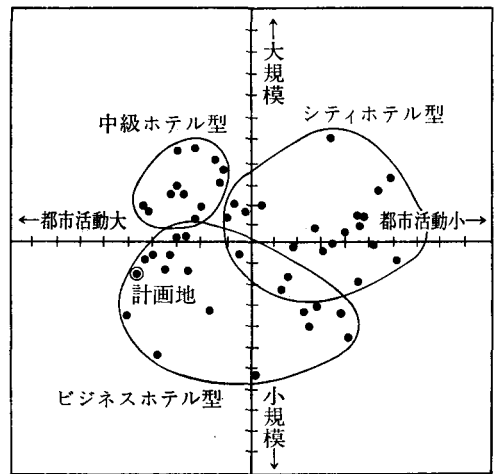 ↑
大規模
シティホテル型
中級ホテル型
←都市活動大
都市活動小→
計画地
ビジネスホテル型
小規模
↓